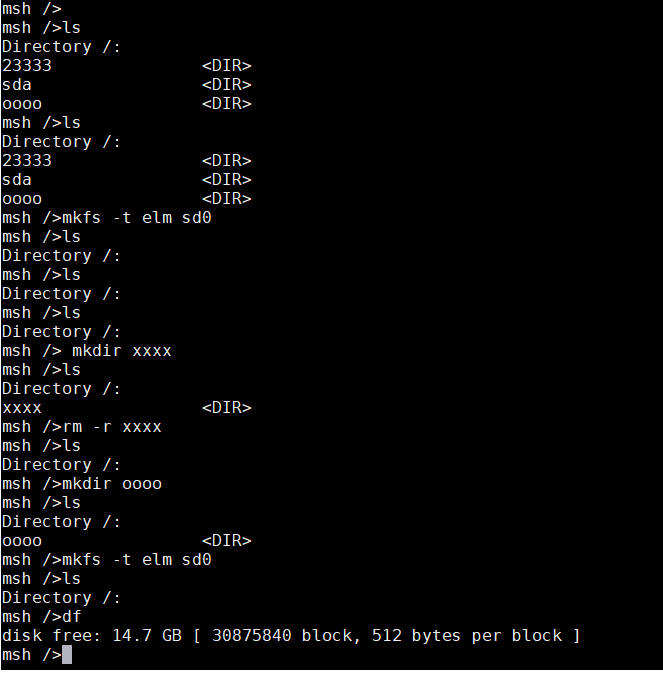 msh />
msh />ls
Directory /:
23333               <DIR>
sda                 <DIR>
oooo                <DIR>
msh />ls
Directory /:
23333               <DIR>
sda                 <DIR>
oooo                <DIR>
msh />mkfs -t elm sd0
msh />ls
Directory /:
msh />ls
Directory /:
msh />ls
Directory /:
msh /> mkdir xxxx
msh />ls
Directory /:
xxxx                <DIR>
msh />rm -r xxxx
msh />ls
Directory /:
msh />mkdir oooo
msh />ls
Directory /:
oooo                <DIR>
msh />mkfs -t elm sd0
msh />ls
Directory /:
msh />df
disk free: 14.7 GB [ 30875840 block, 512 bytes per block ]
msh />